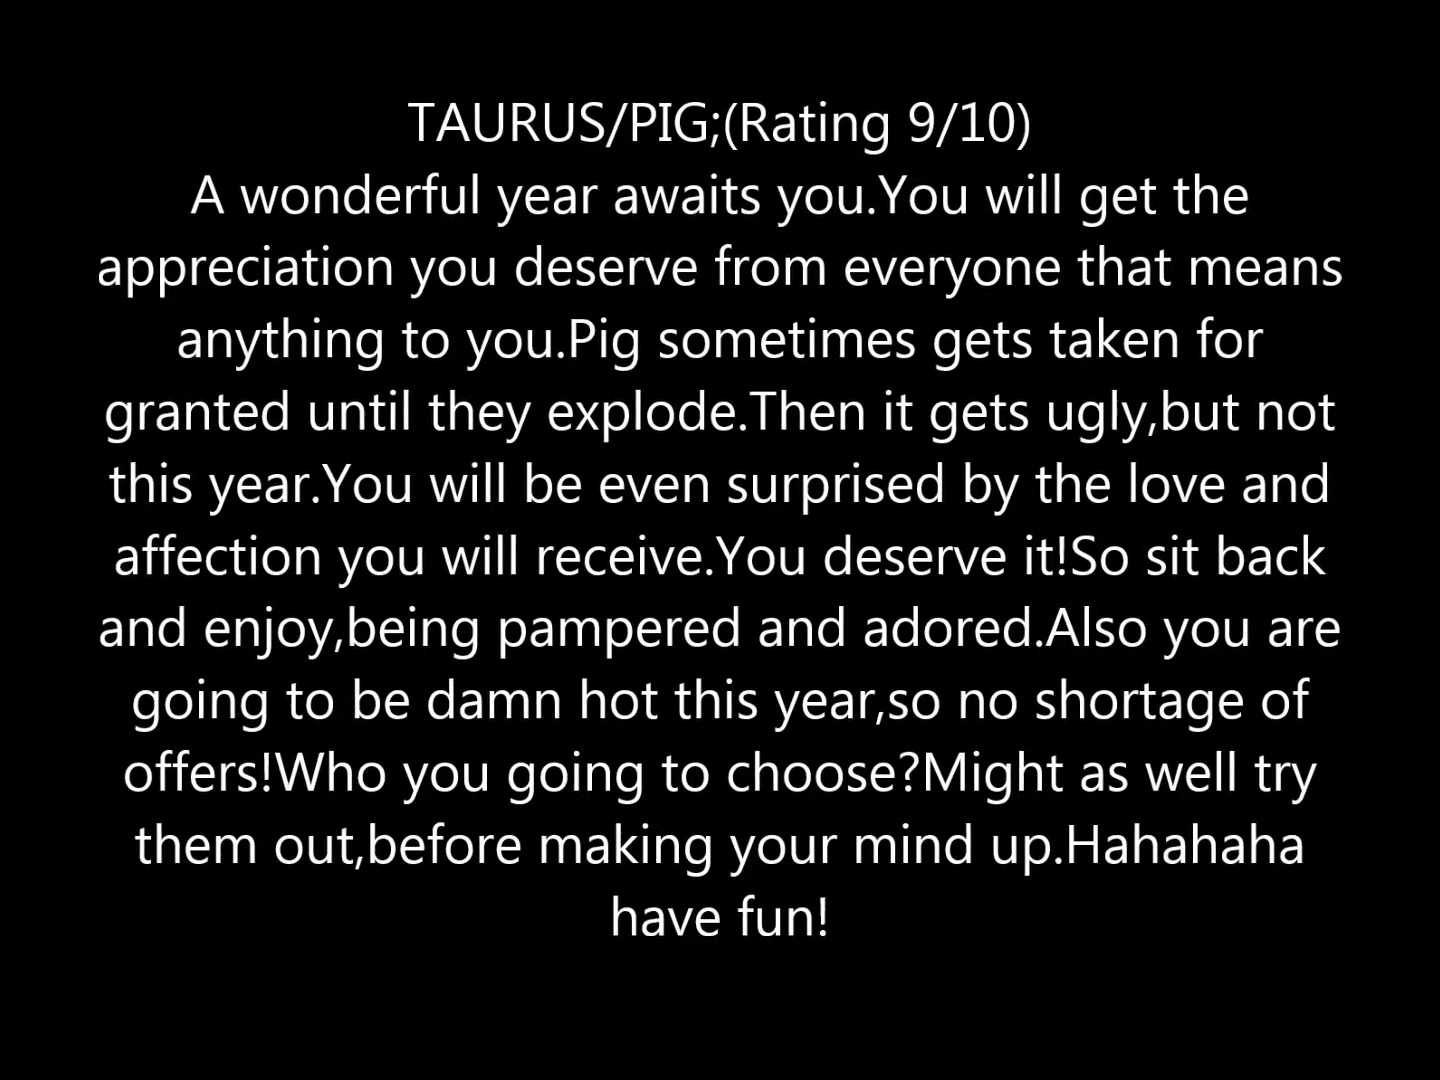 TAURUS/PIG;(Rating 9/10)
A wonderful year awaits you.You will get the
appreciation you deserve from everyone that means
anything to you.Pig sometimes gets taken for
granted until they explode.Then it gets ugly,but not
this year.You will be even surprised by the love and
affection you will receive.You deserve it!So sit back
and enjoy,being pampered and adored.Also you are
going to be damn hot this year,so no shortage of
offers!Who you going to choose?Might as well try
them out,before making your mind up.Hahahaha
have fun!